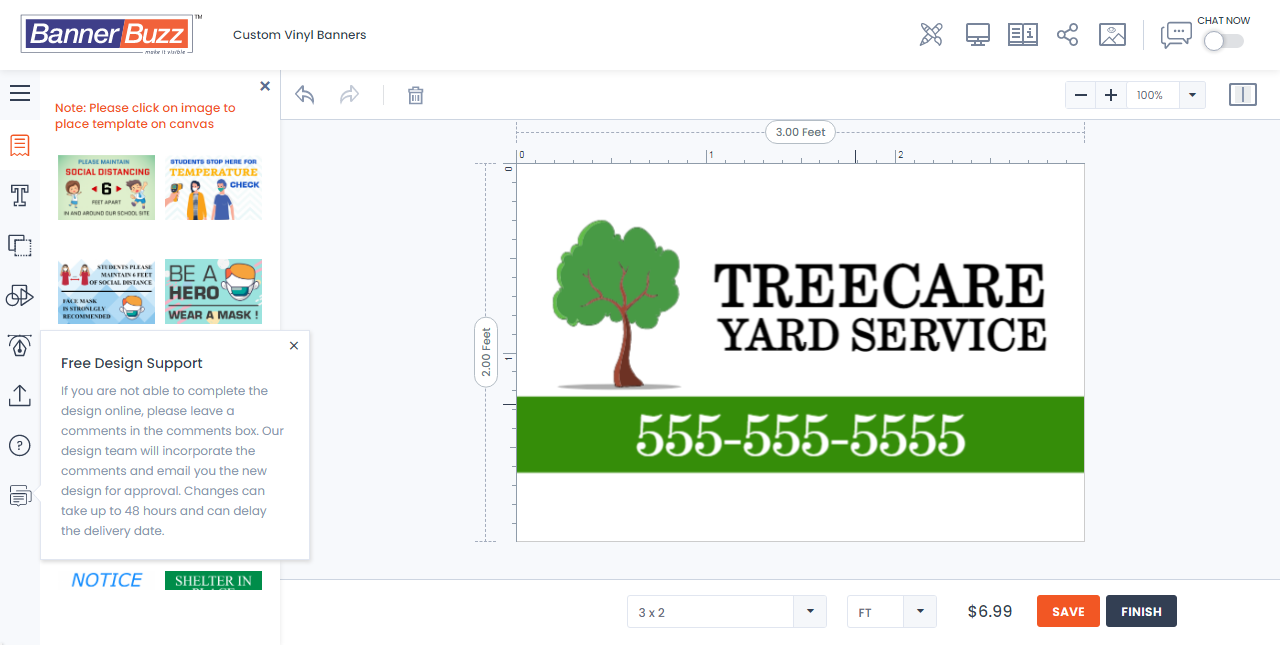 BannerBuzz™
make it visible
Custom Vinyl Banners
CHAT NOW
Note: Please click on image to
place template on canvas
100%
3.00 Feet
0 1 2
0
1
2.00 Feet
PLEASE MAINTAIN
SOCIAL DISTANCING
6
FEET APART
IN AND AROUND OUR SCHOOL SITE
STUDENTS STOP HERE FOR
TEMPERATURE
CHECK
STUDENTS PLEASE
MAINTAIN 6 FEET
OF SOCIAL DISTANCE
FACE MASK
IS STRONLGLY
RECOMMENDED
BE A
HERO
WEAR A MASK !
TREECARE
YARD SERVICE
555-555-5555
Free Design Support
If you are not able to complete the
design online, please leave a
comments in the comments box. Our
design team will incorporate the
comments and email you the new
design for approval. Changes can
take up to 48 hours and can delay
the delivery date.
NOTICE
SHELTER IN
PLACE
3 x 2
FT
$6.99
SAVE
FINISH